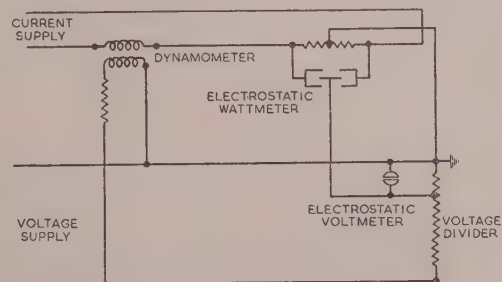 CURRENT
SUPPLY
DYNAMOMETER
ELECTROSTATIC
WATTMETER
VOLTAGE
SUPPLY
ELECTROSTATIC
VOLTMETER
VOLTAGE
DIVIDER